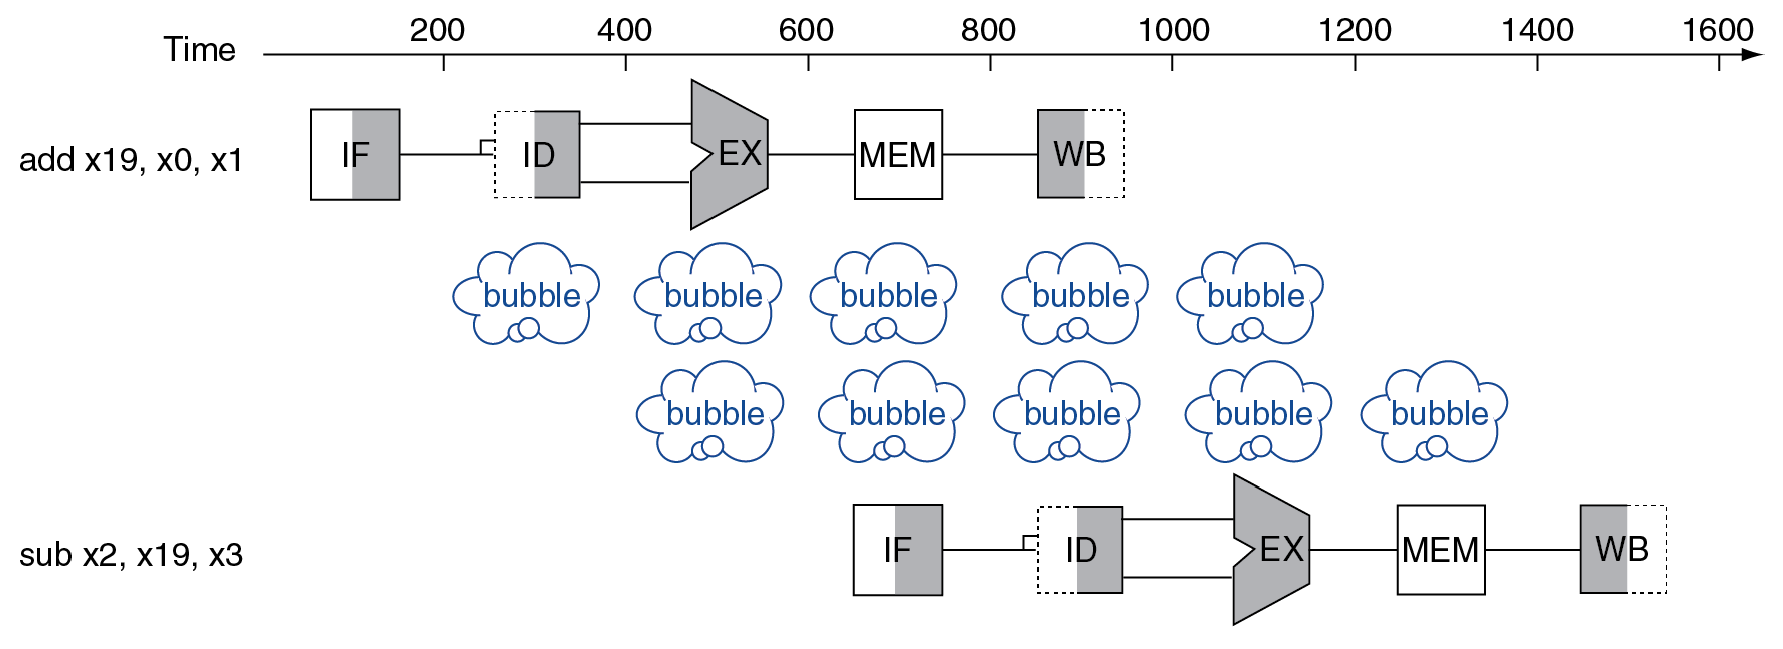 Time 200 400 600 800 1000 1200 1400 1600
add x19, x0, x1 IF ID EX MEM WB
bubble bubble bubble bubble bubble
bubble bubble bubble bubble bubble
sub x2, x19, x3 IF ID EX MEM WB